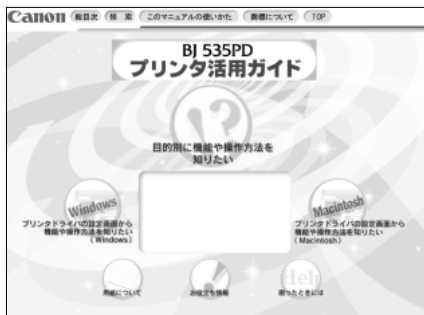 Canon 総目次 検 索 このマニュアルの使いかた 商標について TOP
BJ 535PD
プリンタ活用ガイド
目的別に機能や操作方法を
知りたい
Windows
プリンタドライバの設定画面から
機能や操作方法を知りたい
(Windows)
Macintosh
プリンタドライバの設定画面から
機能や操作方法を知りたい
(Macintosh)
用紙について
お役立ち情報
Help
困ったときには